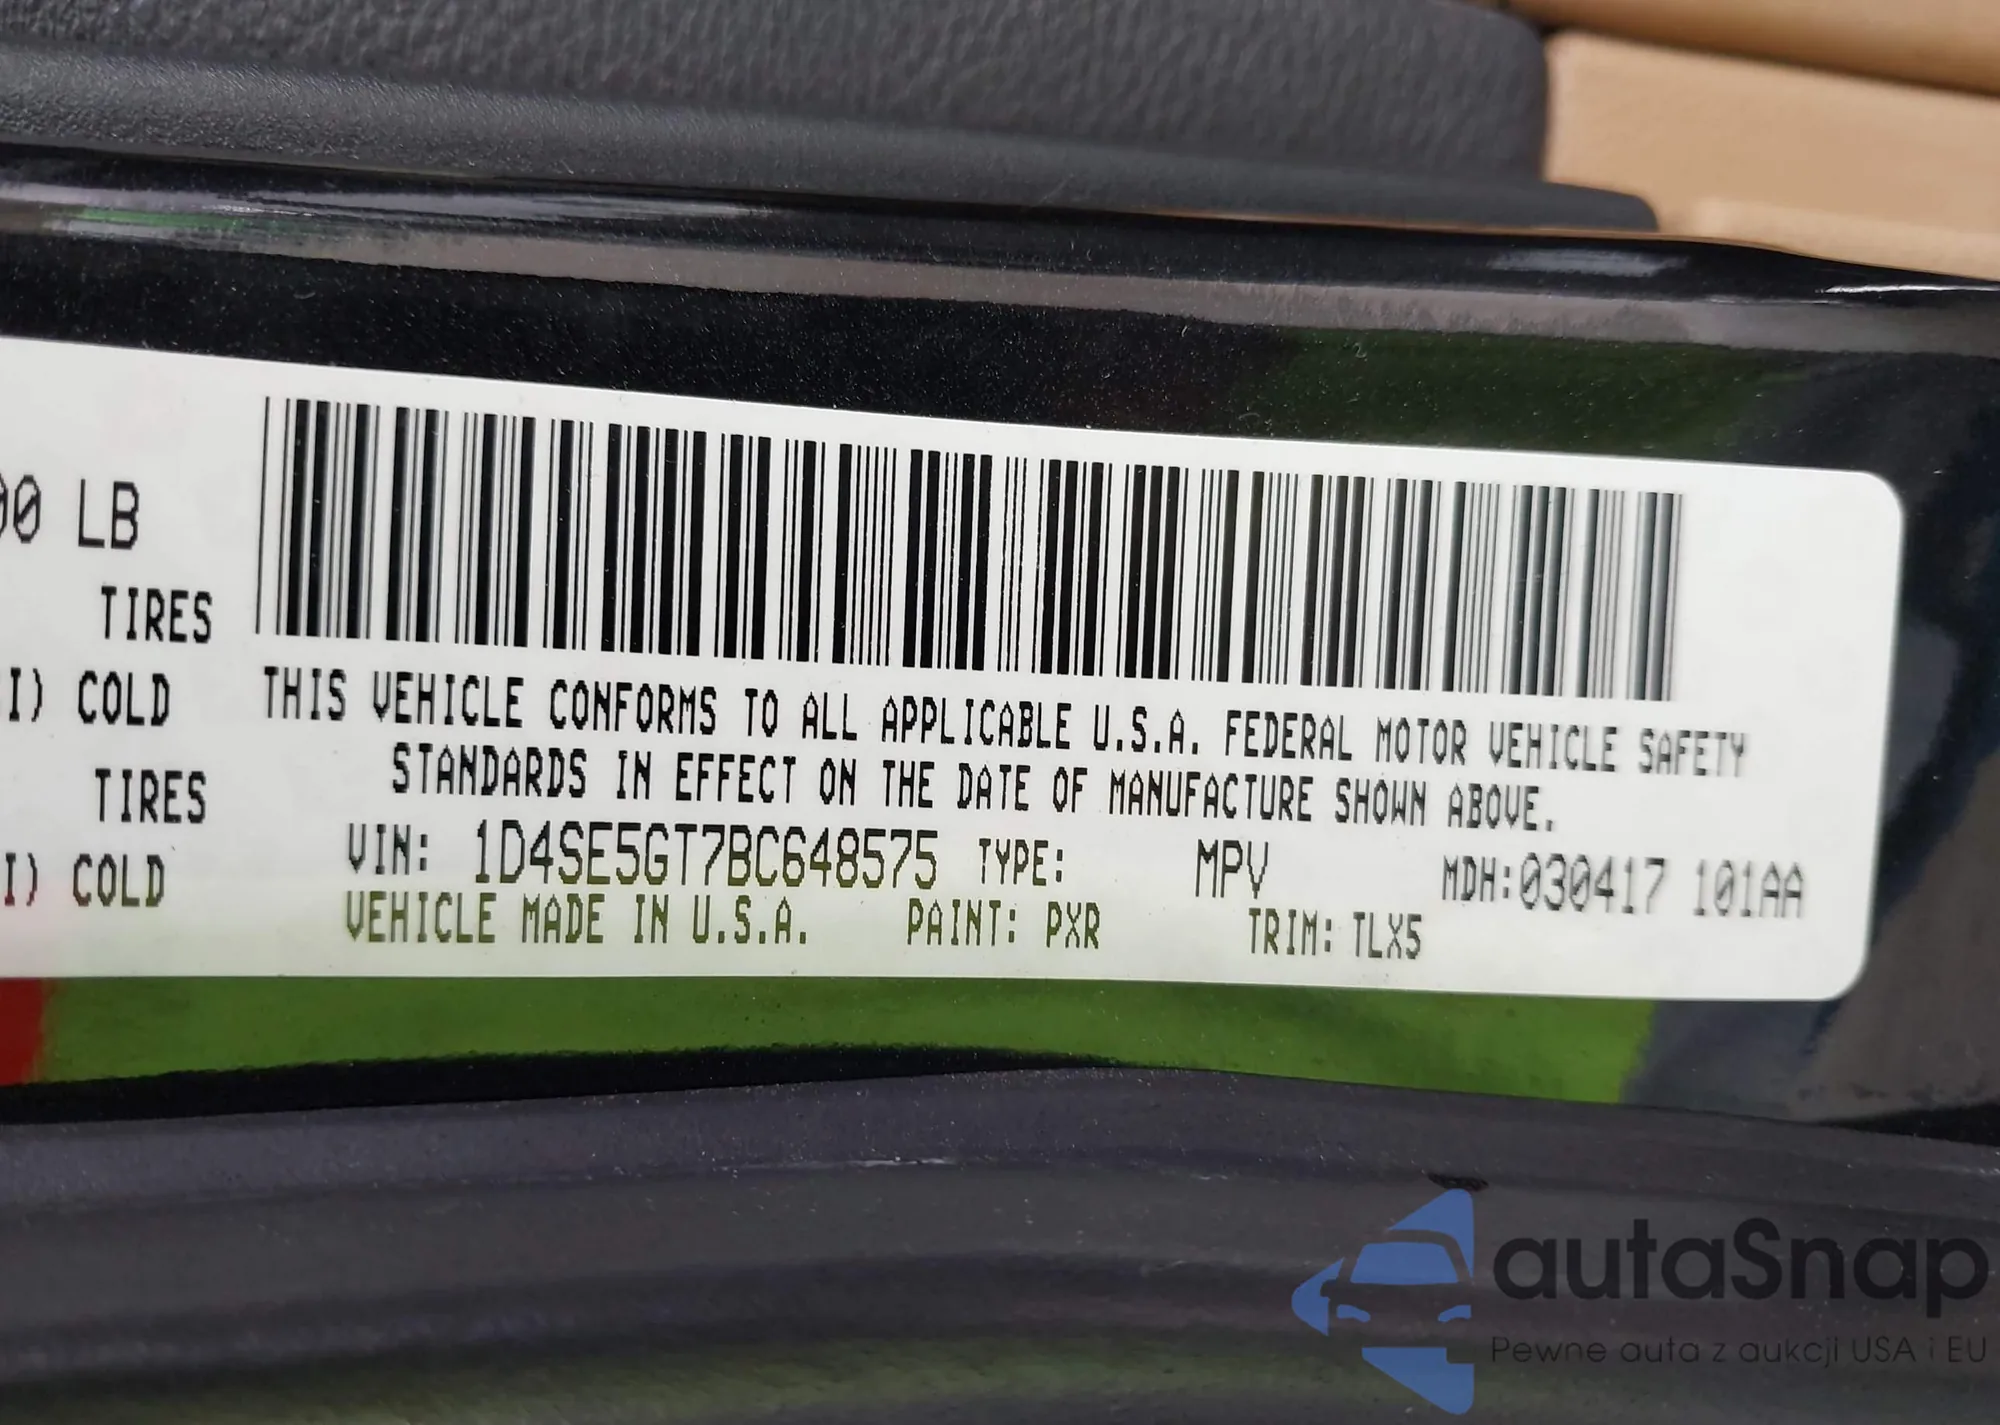 00 LB
TIRES
I) COLD
TIRES
I) COLD
THIS VEHICLE CONFORMS TO ALL APPLICABLE U.S.A. FEDERAL MOTOR VEHICLE SAFETY
STANDARDS IN EFFECT ON THE DATE OF MANUFACTURE SHOWN ABOVE.
VIN: 1D4SE5GT7BC648575 TYPE: MPV MDH:030417 101AA
VEHICLE MADE IN U.S.A. PAINT: PXR TRIM: TLX5
autaSnap
Pewne auta z aukcji USA i EU